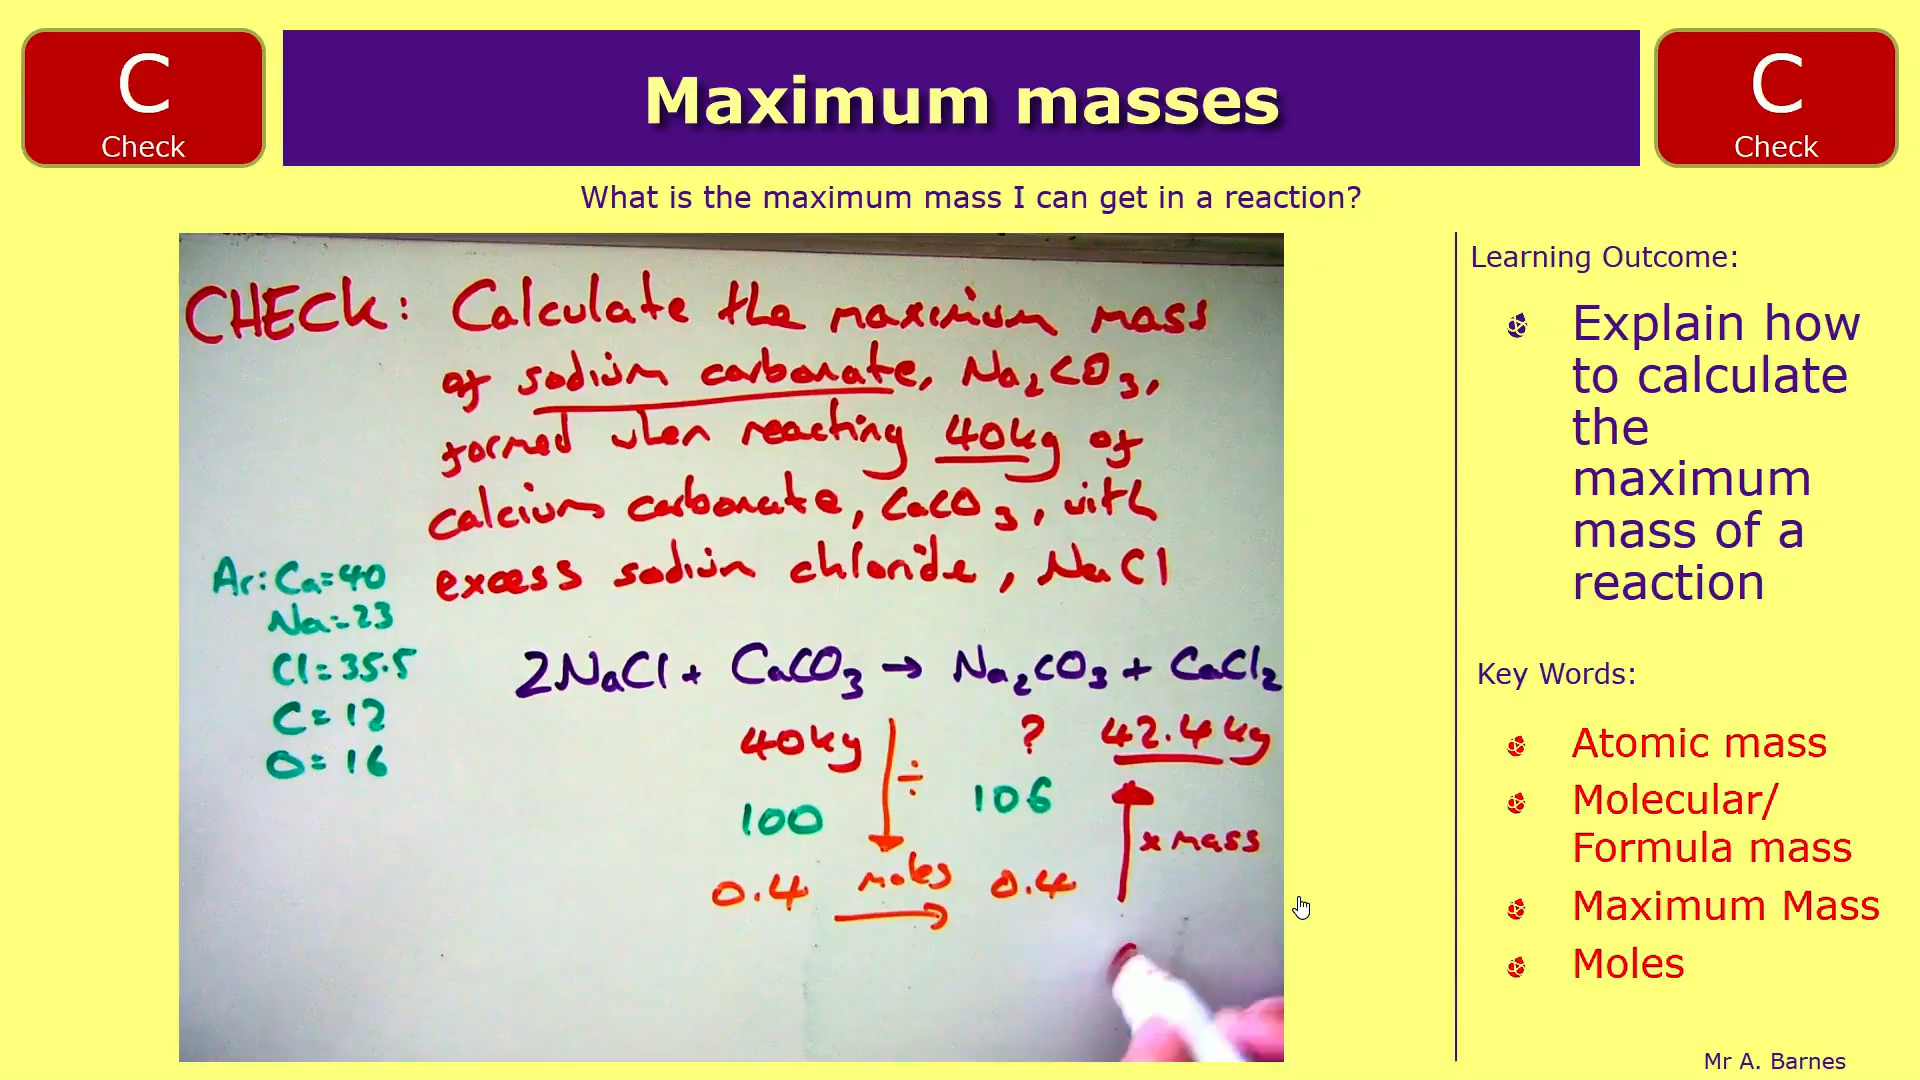 C
Check
Maximum masses
C
Check
What is the maximum mass I can get in a reaction?
CHECK: Calculate the maximum mass
of sodium carbonate, Na₂CO₃,
formed when reacting 40kg of
calcium carbonate, CaCO₃, with
excess sodium chloride, NaCl
Ar: Ca=40
Na=23
Cl=35.5
C=12
O=16
2NaCl + CaCO₃ → Na₂CO₃ + CaCl₂
40kg ÷ ? 42.4kg
100 106
x mass
0.4 moles → 0.4
Learning Outcome:
Explain how
to calculate
the
maximum
mass of a
reaction
Key Words:
Atomic mass
Molecular/
Formula mass
Maximum Mass
Moles
Mr A. Barnes